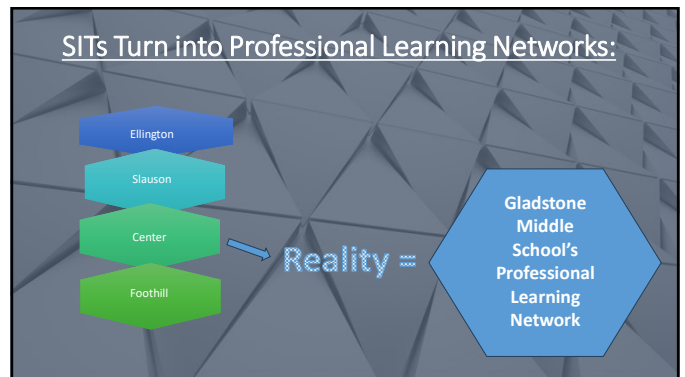 SITs Turn into Professional Learning Networks:
Ellington
Slauson
Center
Foothill
Reality =
Gladstone
Middle
School's
Professional
Learning
Network